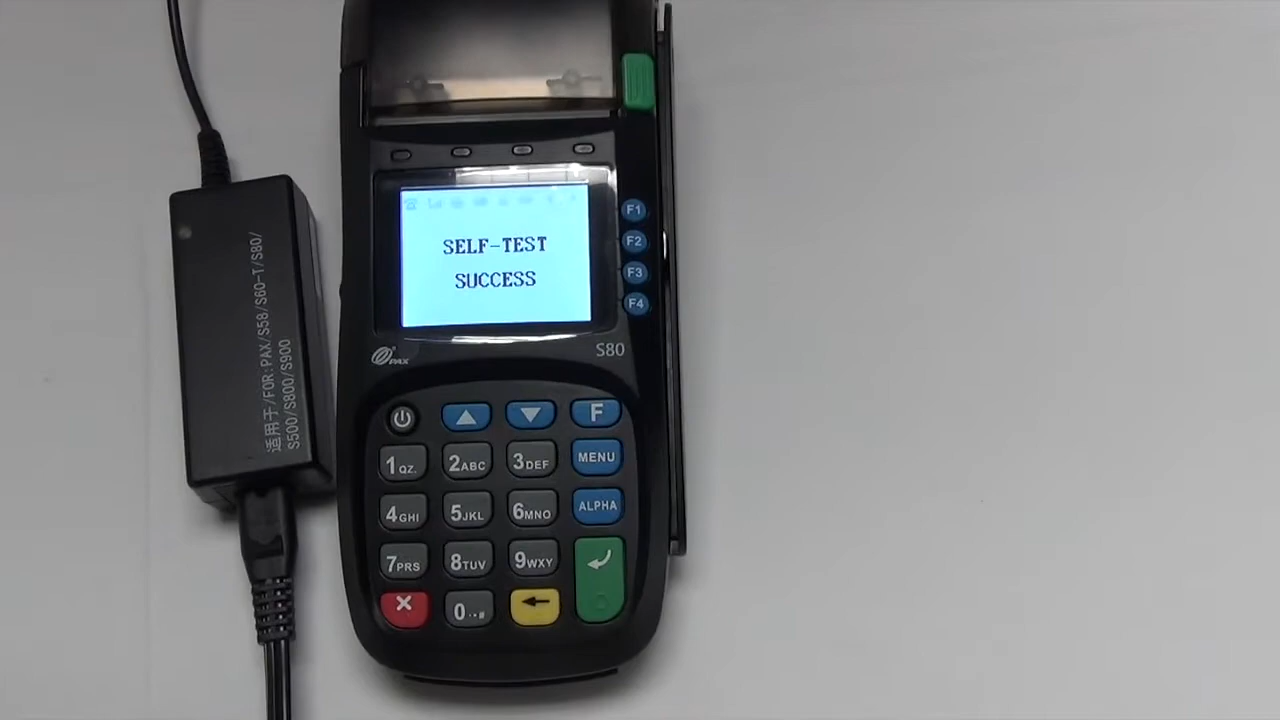 SELF-TEST
SUCCESS
F1
F2
F3
F4
PAX
S80
F
1QZ.
2ABC
3DEF
MENU
4GHI
5JKL
6MNO
ALPHA
7PRS
8TUV
9WXY
0
适用于/FOR:PAX/S58/S60-T/S80/
S500/S800/S900